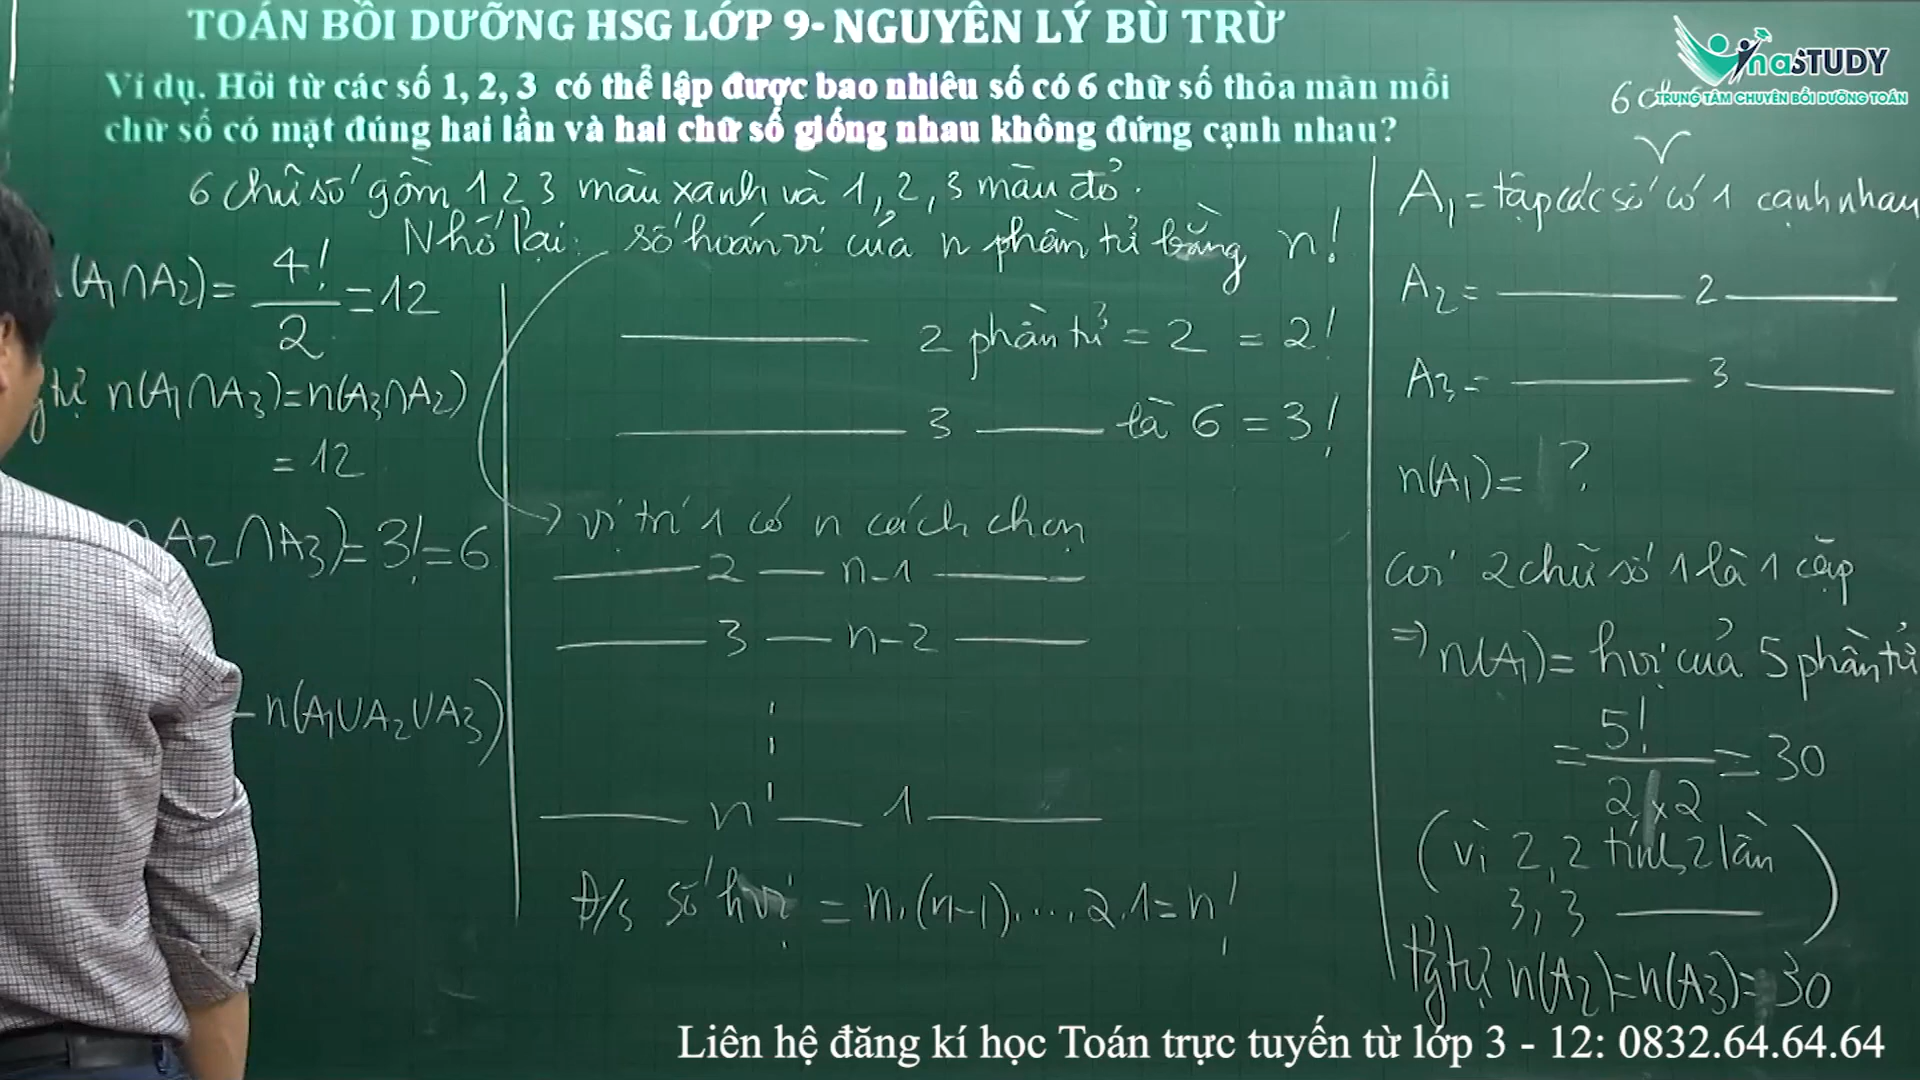 TOÁN BỒI DƯỠNG HSG LỚP 9- NGUYÊN LÝ BÙ TRỪ
Ví dụ. Hỏi từ các số 1, 2, 3 có thể lập được bao nhiêu số có 6 chữ số thỏa mãn mỗi
chữ số có mặt đúng hai lần và hai chữ số giống nhau không đứng cạnh nhau?
naSTUDY
TRUNG TÂM CHUYÊN BỒI DƯỠNG TOÁN
6 chữ số gồm 1 2 3 màu xanh và 1, 2, 3 màu đỏ.
Nhớ lại: số hoán vị của n phần tử bằng n!
(A₁∩A₂) = 4!/2 = 12
tự n(A₁∩A₃) = n(A₃∩A₂)
= 12
∩A₂∩A₃) = 3! = 6
- n(A₁∪A₂∪A₃)
2 phần tử = 2 = 2!
3 là 6 = 3!
→ vị trí 1 có n cách chọn
2 n-1
3 n-2
n 1
Đ/s số hvị = n.(n-1)....2.1 = n!
A₁ = tập các số có 1 cạnh nhau
A₂ = 2
A₃ = 3
n(A₁) = ?
coi 2 chữ số 1 là 1 cặp
⇒ n(A₁) = hvị của 5 phần tử
= 5!/2×2 = 30
(vì 2, 2 tính 2 lần
3, 3 )
tg tự n(A₂) = n(A₃) = 30
Liên hệ đăng kí học Toán trực tuyến từ lớp 3 - 12: 0832.64.64.64